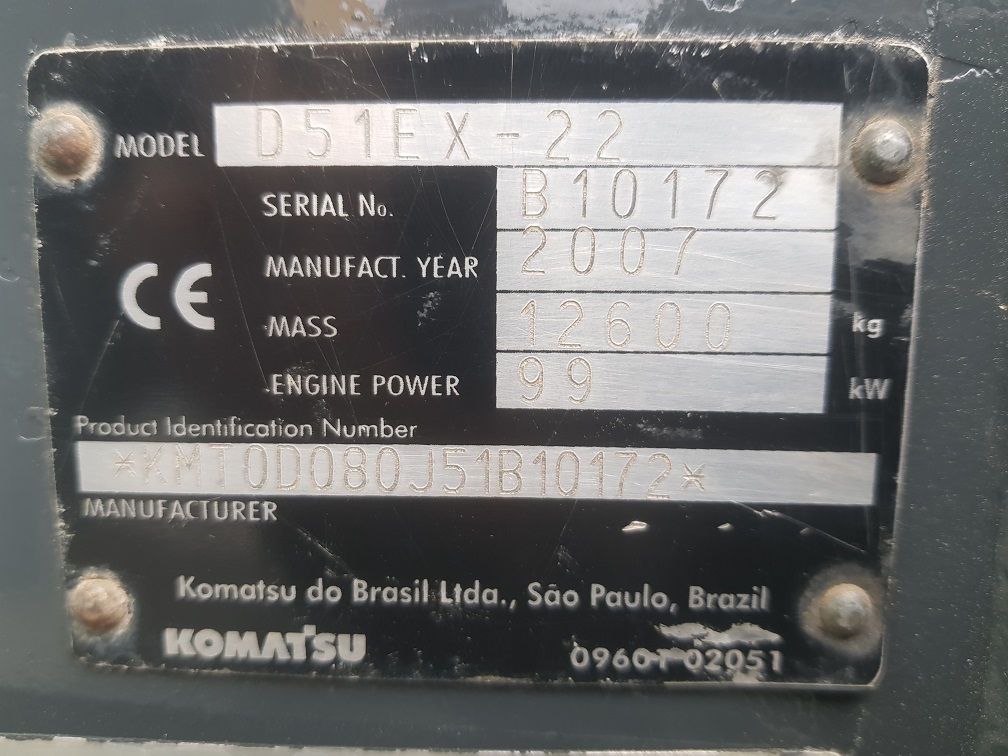 MODEL D51EX-22
SERIAL No. B10172
CE
MANUFACT. YEAR 2007
MASS 12600 kg
ENGINE POWER 99 kW
Product Identification Number
*KMT0D080J51B10172*
MANUFACTURER
Komatsu do Brasil Ltda., São Paulo, Brazil
KOMATSU 09601-02051